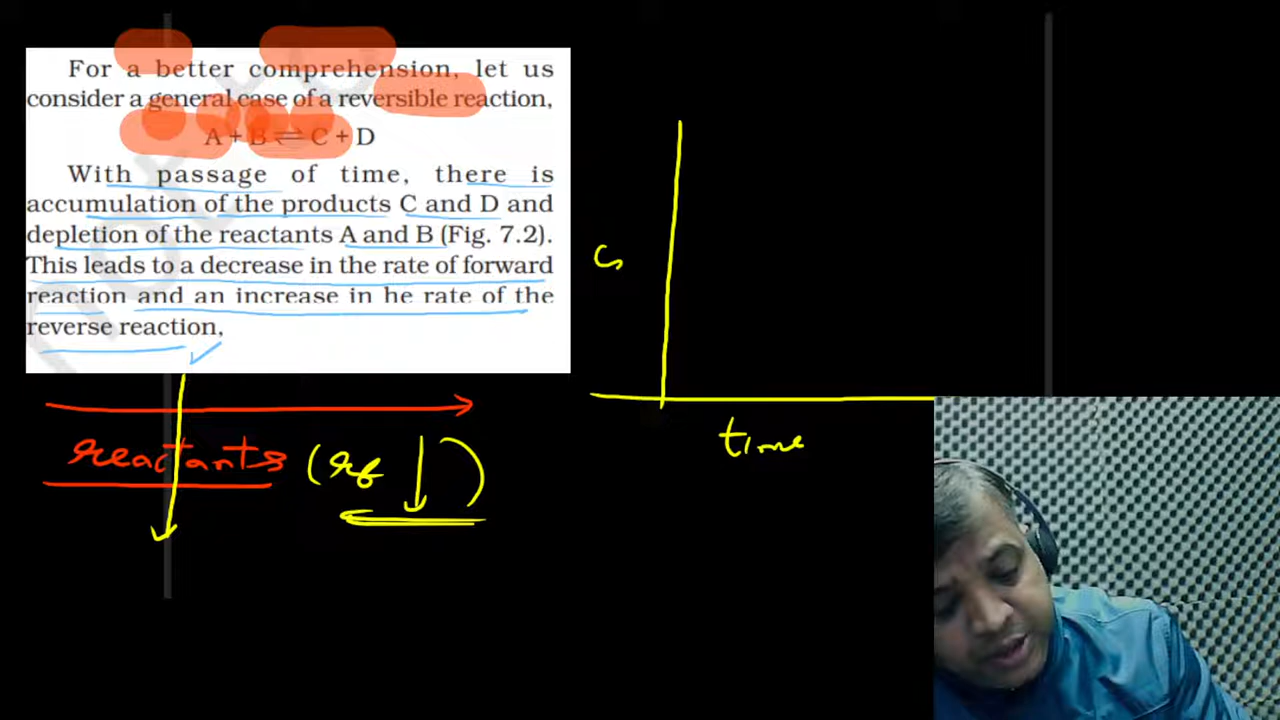 For a better comprehension, let us
consider a general case of a reversible reaction,
A + B ⇌ C + D
With passage of time, there is
accumulation of the products C and D and
depletion of the reactants A and B (Fig. 7.2).
This leads to a decrease in the rate of forward
reaction and an increase in he rate of the
reverse reaction,
reactants (rf ↓)
time